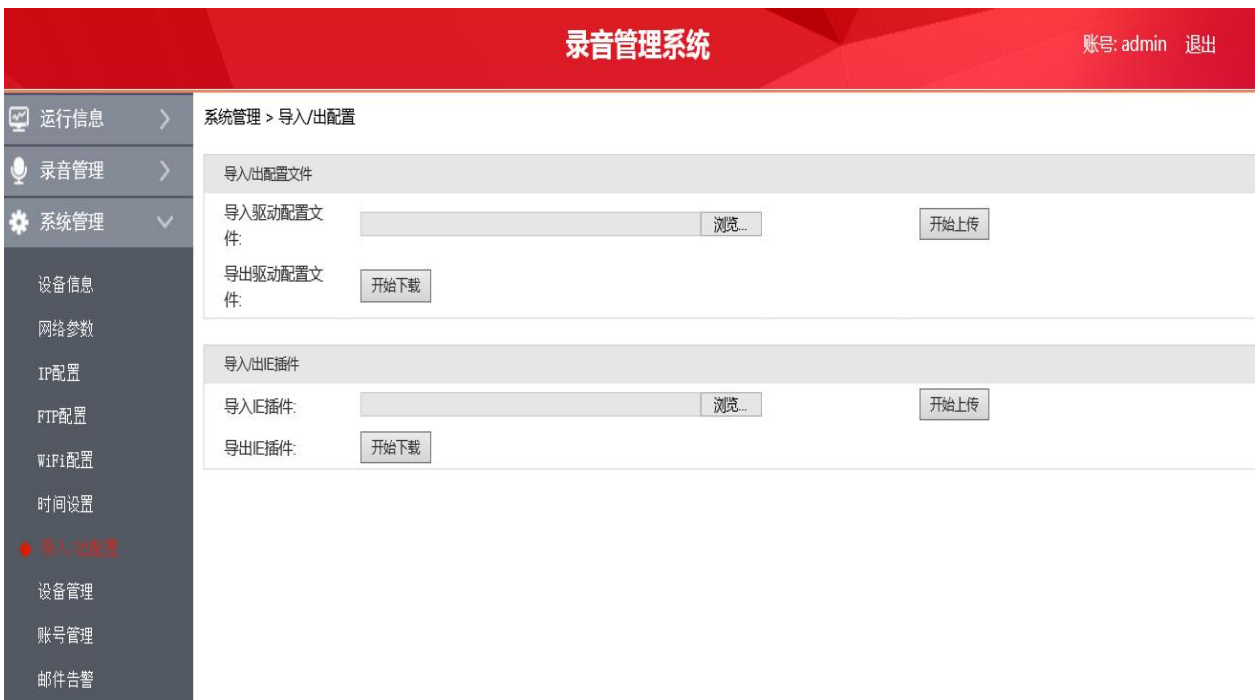 录音管理系统
账号: admin 退出
运行信息
录音管理
系统管理
设备信息
网络参数
IP配置
FTP配置
WiFi配置
时间设置
导入/出配置
设备管理
账号管理
邮件告警
系统管理 > 导入/出配置
导入/出配置文件
导入驱动配置文
件:
浏览... 开始上传
导出驱动配置文
件:
开始下载
导入/出IE插件
导入IE插件: 浏览... 开始上传
导出IE插件: 开始下载